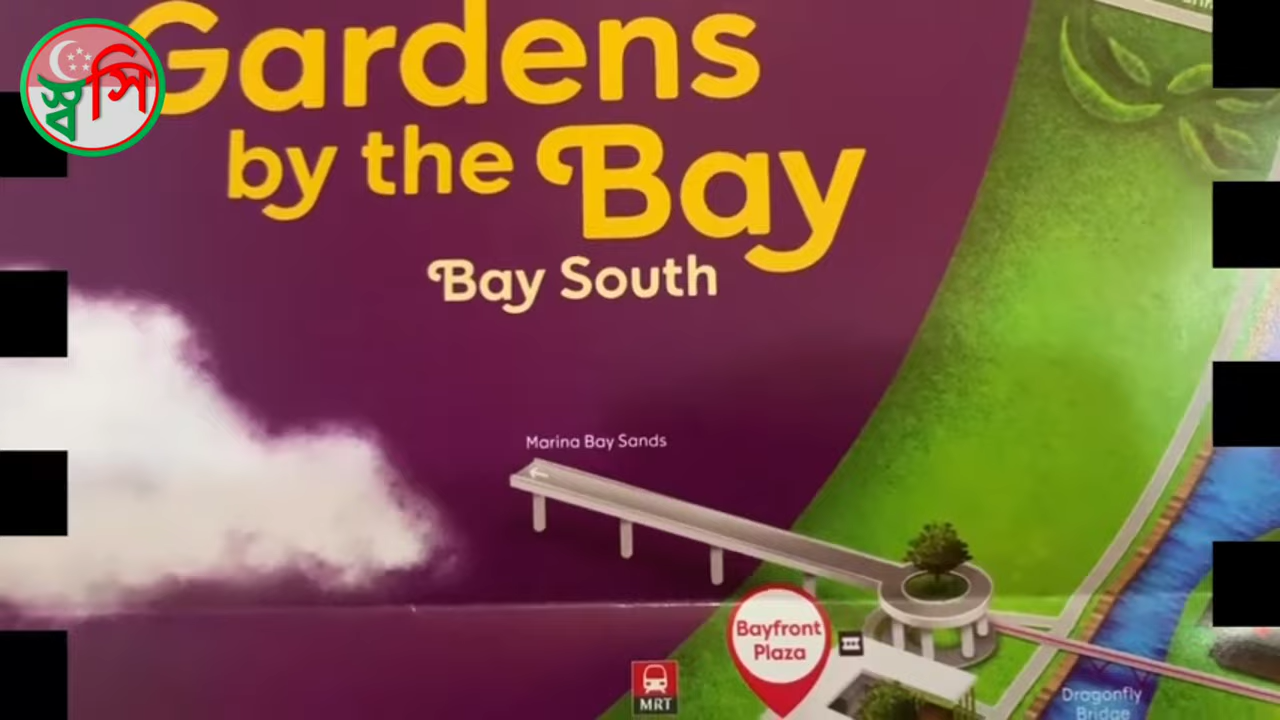 স্বসি
Gardens
by the Bay
Bay South
Marina Bay Sands
Bayfront
Plaza
MRT
Dragonfly
Bridge